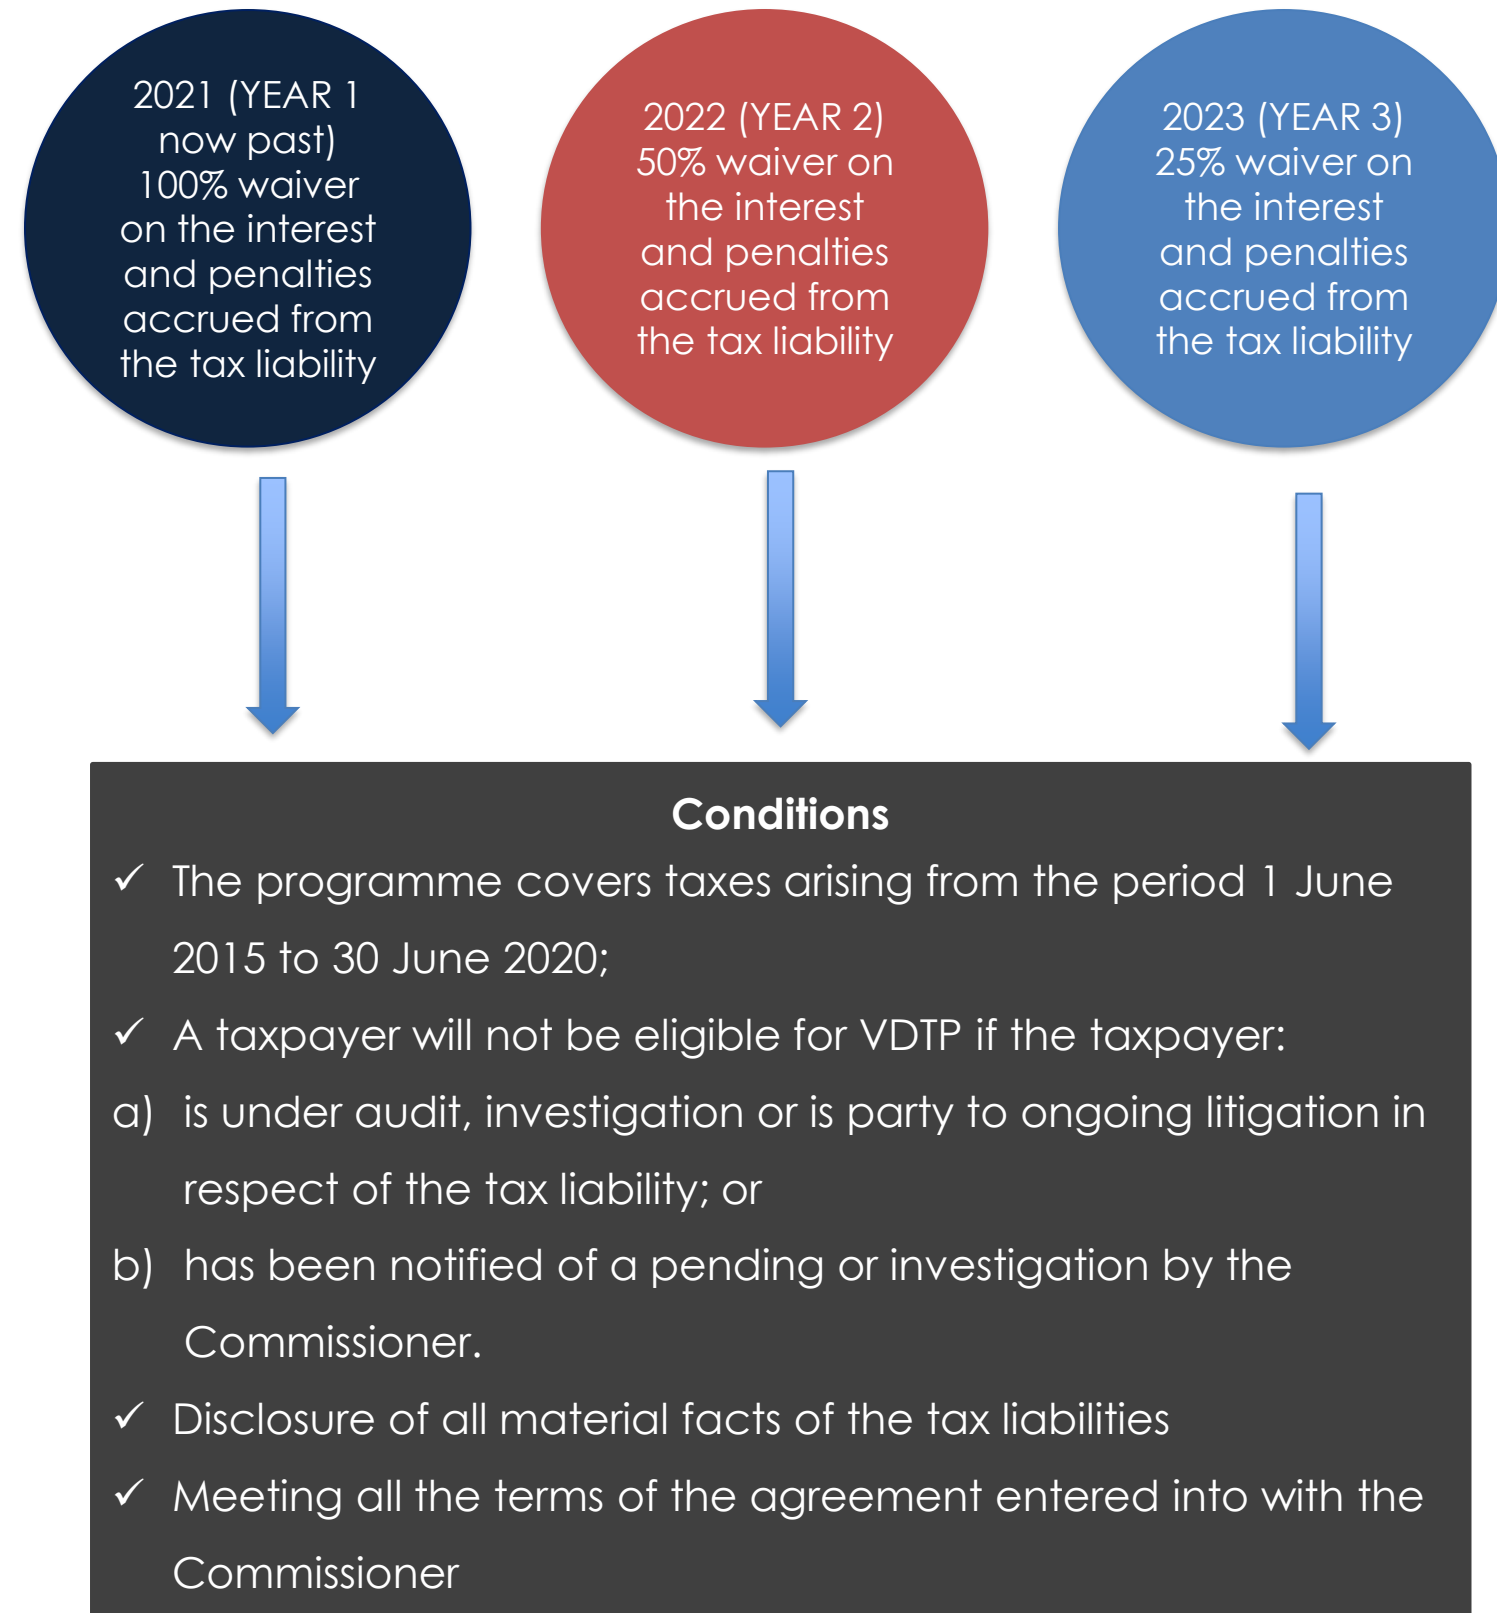 2021 (YEAR 1
now past)
100% waiver
on the interest
and penalties
accrued from
the tax liability
2022 (YEAR 2)
50% waiver on
the interest
and penalties
accrued from
the tax liability
2023 (YEAR 3)
25% waiver on
the interest
and penalties
accrued from
the tax liability
Conditions
✓ The programme covers taxes arising from the period 1 June
2015 to 30 June 2020;
✓ A taxpayer will not be eligible for VDTP if the taxpayer:
a) is under audit, investigation or is party to ongoing litigation in
respect of the tax liability; or
b) has been notified of a pending or investigation by the
Commissioner.
✓ Disclosure of all material facts of the tax liabilities
✓ Meeting all the terms of the agreement entered into with the
Commissioner